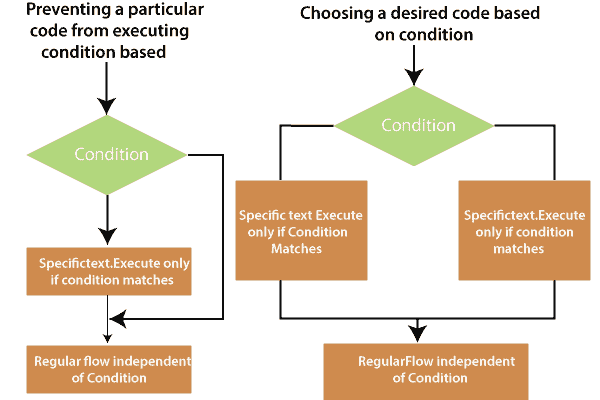 Preventing a particular
code from executing
condition based
Condition
Specifictext.Execute only
if condition matches
Regular flow independent
of Condition
Choosing a desired code based
on condition
Condition
Specific text Execute
only if Condition
Matches
Specifictext.Execute
only if condition
matches
RegularFlow independent
of Condition